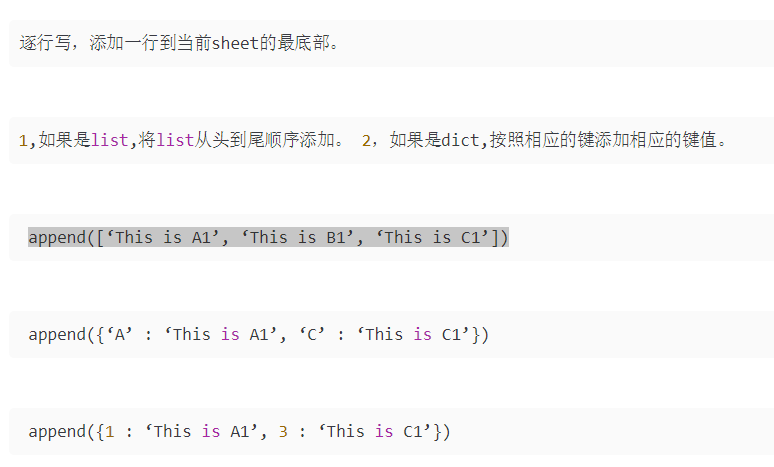 逐行写，添加一行到当前sheet的最底部。
1,如果是list,将list从头到尾顺序添加。 2，如果是dict,按照相应的键添加相应的键值。
append([‘This is A1’, ‘This is B1’, ‘This is C1’])
append({‘A’ : ‘This is A1’, ‘C’ : ‘This is C1’})
append({1 : ‘This is A1’, 3 : ‘This is C1’})